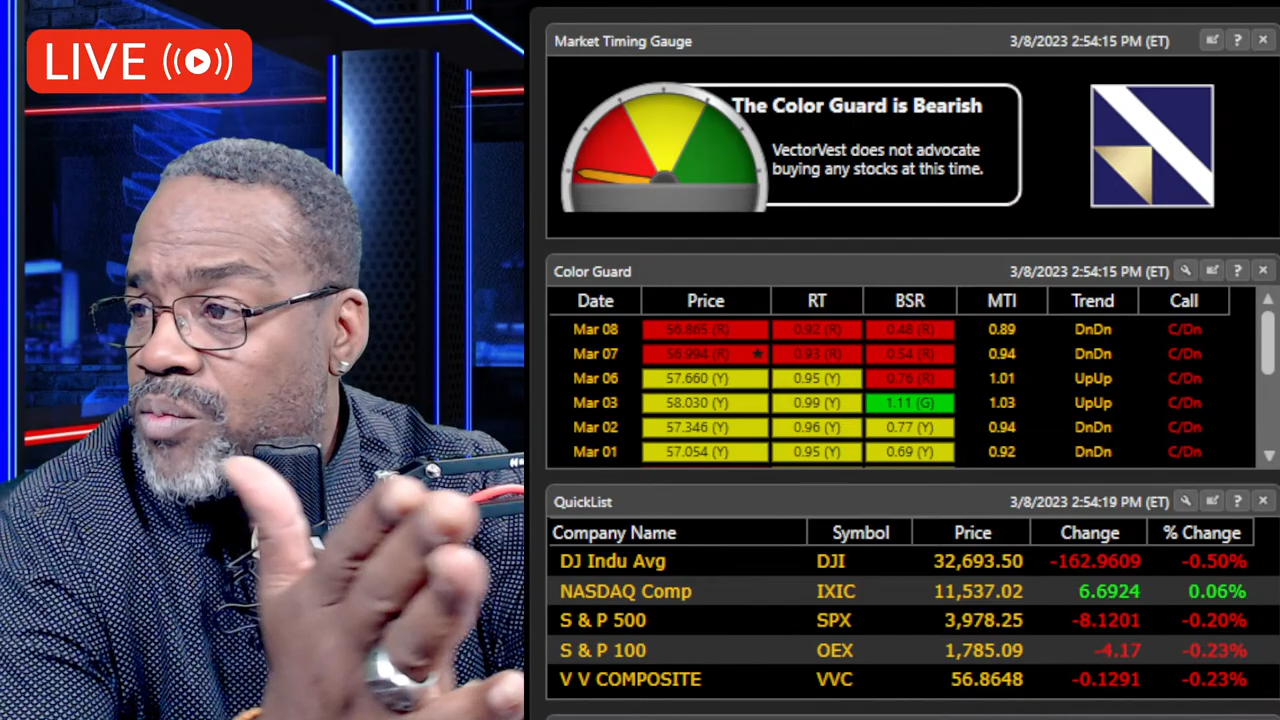 LIVE
Market Timing Gauge 3/8/2023 2:54:15 PM (ET) ?
The Color Guard is Bearish
VectorVest does not advocate
buying any stocks at this time.
Color Guard 3/8/2023 2:54:15 PM (ET) ?
Date Price RT BSR MTI Trend Call
Mar 08 56.865 (R) 0.92 (R) 0.48 (R) 0.89 DnDn C/Dn
Mar 07 56.994 (R) ★ 0.93 (R) 0.54 (R) 0.94 DnDn C/Dn
Mar 06 57.660 (Y) 0.95 (Y) 0.76 (R) 1.01 UpUp C/Dn
Mar 03 58.030 (Y) 0.99 (Y) 1.11 (G) 1.03 UpUp C/Dn
Mar 02 57.346 (Y) 0.96 (Y) 0.77 (Y) 0.94 DnDn C/Dn
Mar 01 57.054 (Y) 0.95 (Y) 0.69 (Y) 0.92 DnDn C/Dn
QuickList 3/8/2023 2:54:19 PM (ET) ?
Company Name Symbol Price Change % Change
DJ Indu Avg DJI 32,693.50 -162.9609 -0.50%
NASDAQ Comp IXIC 11,537.02 6.6924 0.06%
S & P 500 SPX 3,978.25 -8.1201 -0.20%
S & P 100 OEX 1,785.09 -4.17 -0.23%
V V COMPOSITE VVC 56.8648 -0.1291 -0.23%